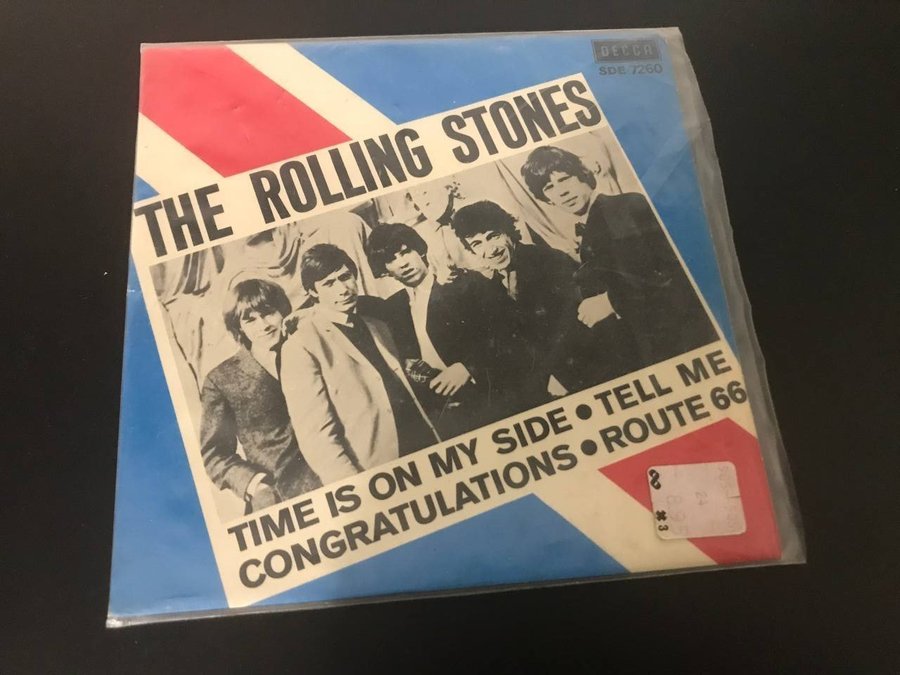 DECCA
SDE 7260
THE ROLLING STONES
TIME IS ON MY SIDE • TELL ME
CONGRATULATIONS • ROUTE 66